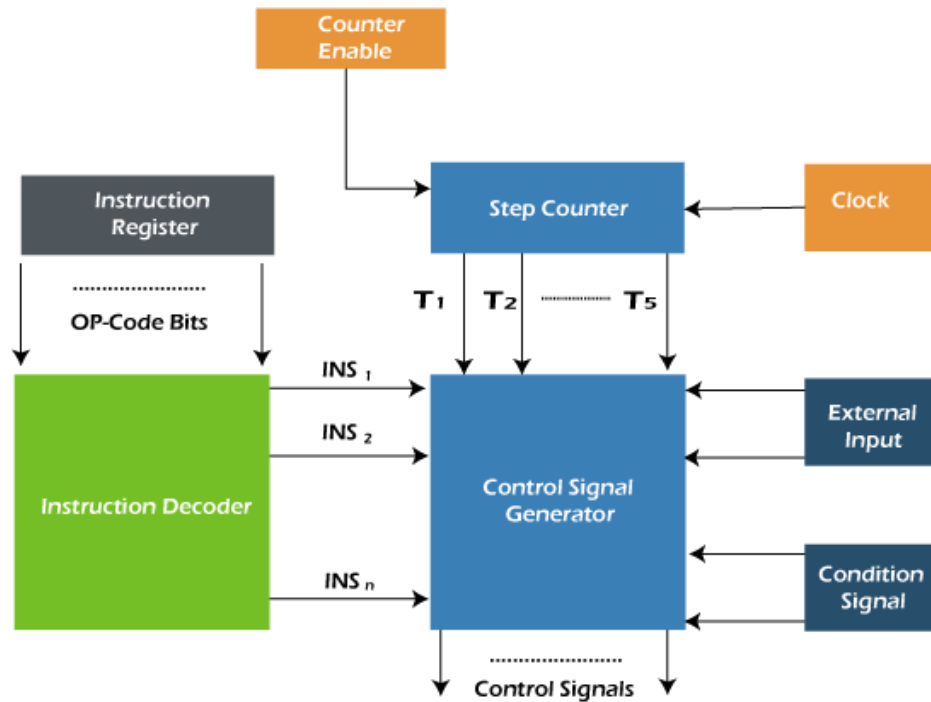 Counter
Enable
Instruction
Register
Step Counter
Clock
T1 T2 ............ T5
....................
OP-Code Bits
INS 1
INS 2
INS n
Instruction Decoder
Control Signal
Generator
External
Input
Condition
Signal
....................
Control Signals